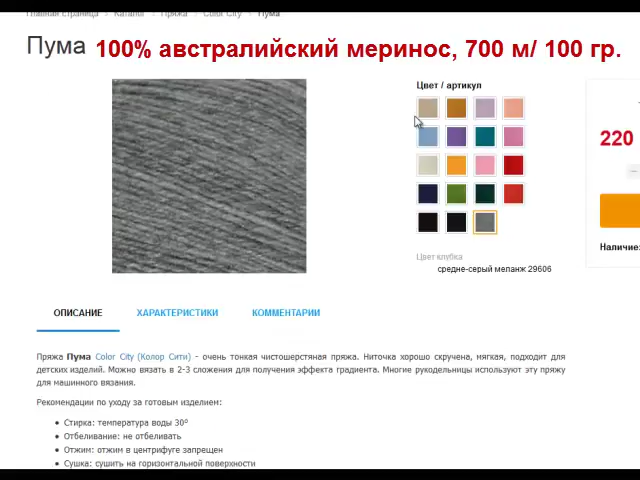 Главная страница > Каталог > Пряжа > Color City > Пума
Пума 100% австралийский меринос, 700 м/ 100 гр.
Цвет / артикул
220
Наличие:
Цвет клубка
средне-серый меланж 29606
ОПИСАНИЕ ХАРАКТЕРИСТИКИ КОММЕНТАРИИ
Пряжа Пума Color City (Колор Сити) - очень тонкая чистошерстяная пряжа. Ниточка хорошо скручена, мягкая, подходит для
детских изделий. Можно вязать в 2-3 сложения для получения эффекта градиента. Многие рукодельницы используют эту пряжу
для машинного вязания.
Рекомендации по уходу за готовым изделием:
• Стирка: температура воды 30°
• Отбеливание: не отбеливать
• Отжим: отжим в центрифуге запрещен
• Сушка: сушить на горизонтальной поверхности